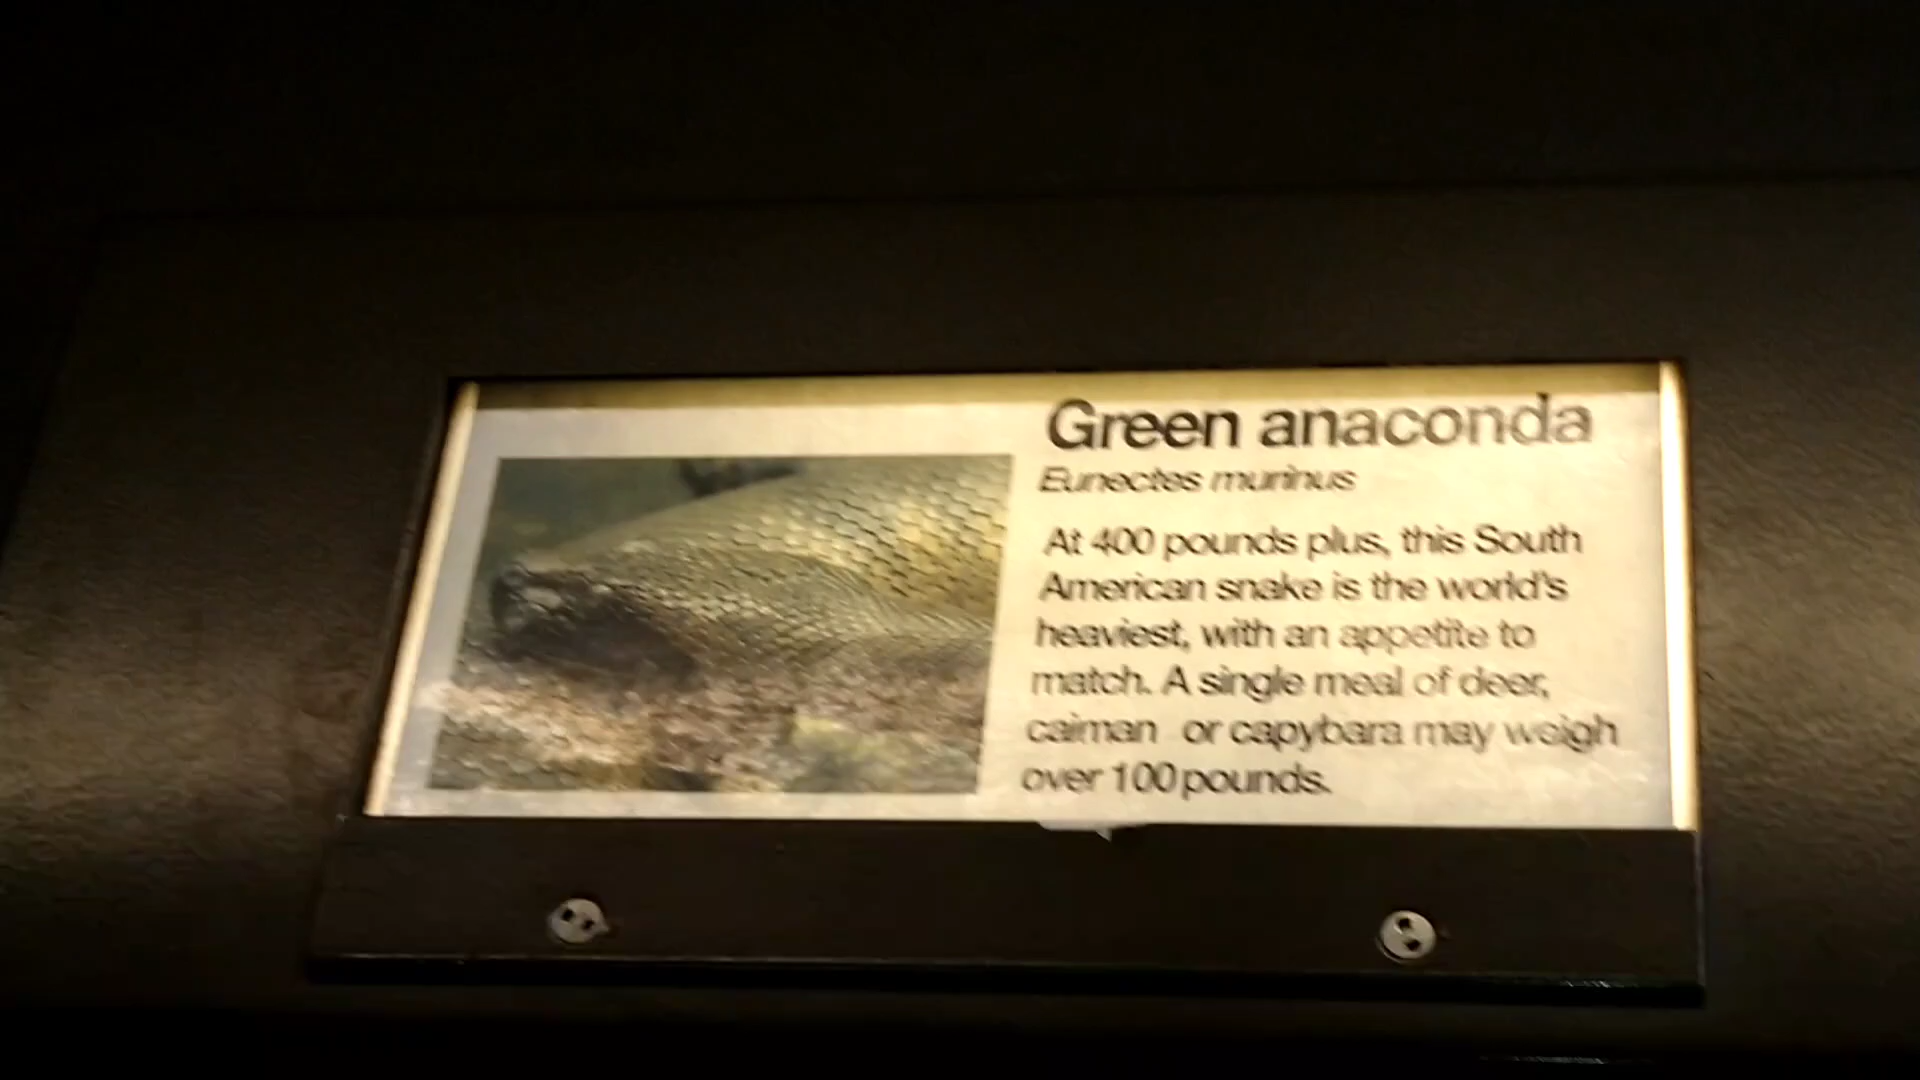 Green anaconda
Eunectes murinus
At 400 pounds plus, this South
American snake is the world's
heaviest, with an appetite to
match. A single meal of deer,
caiman or capybara may weigh
over 100 pounds.